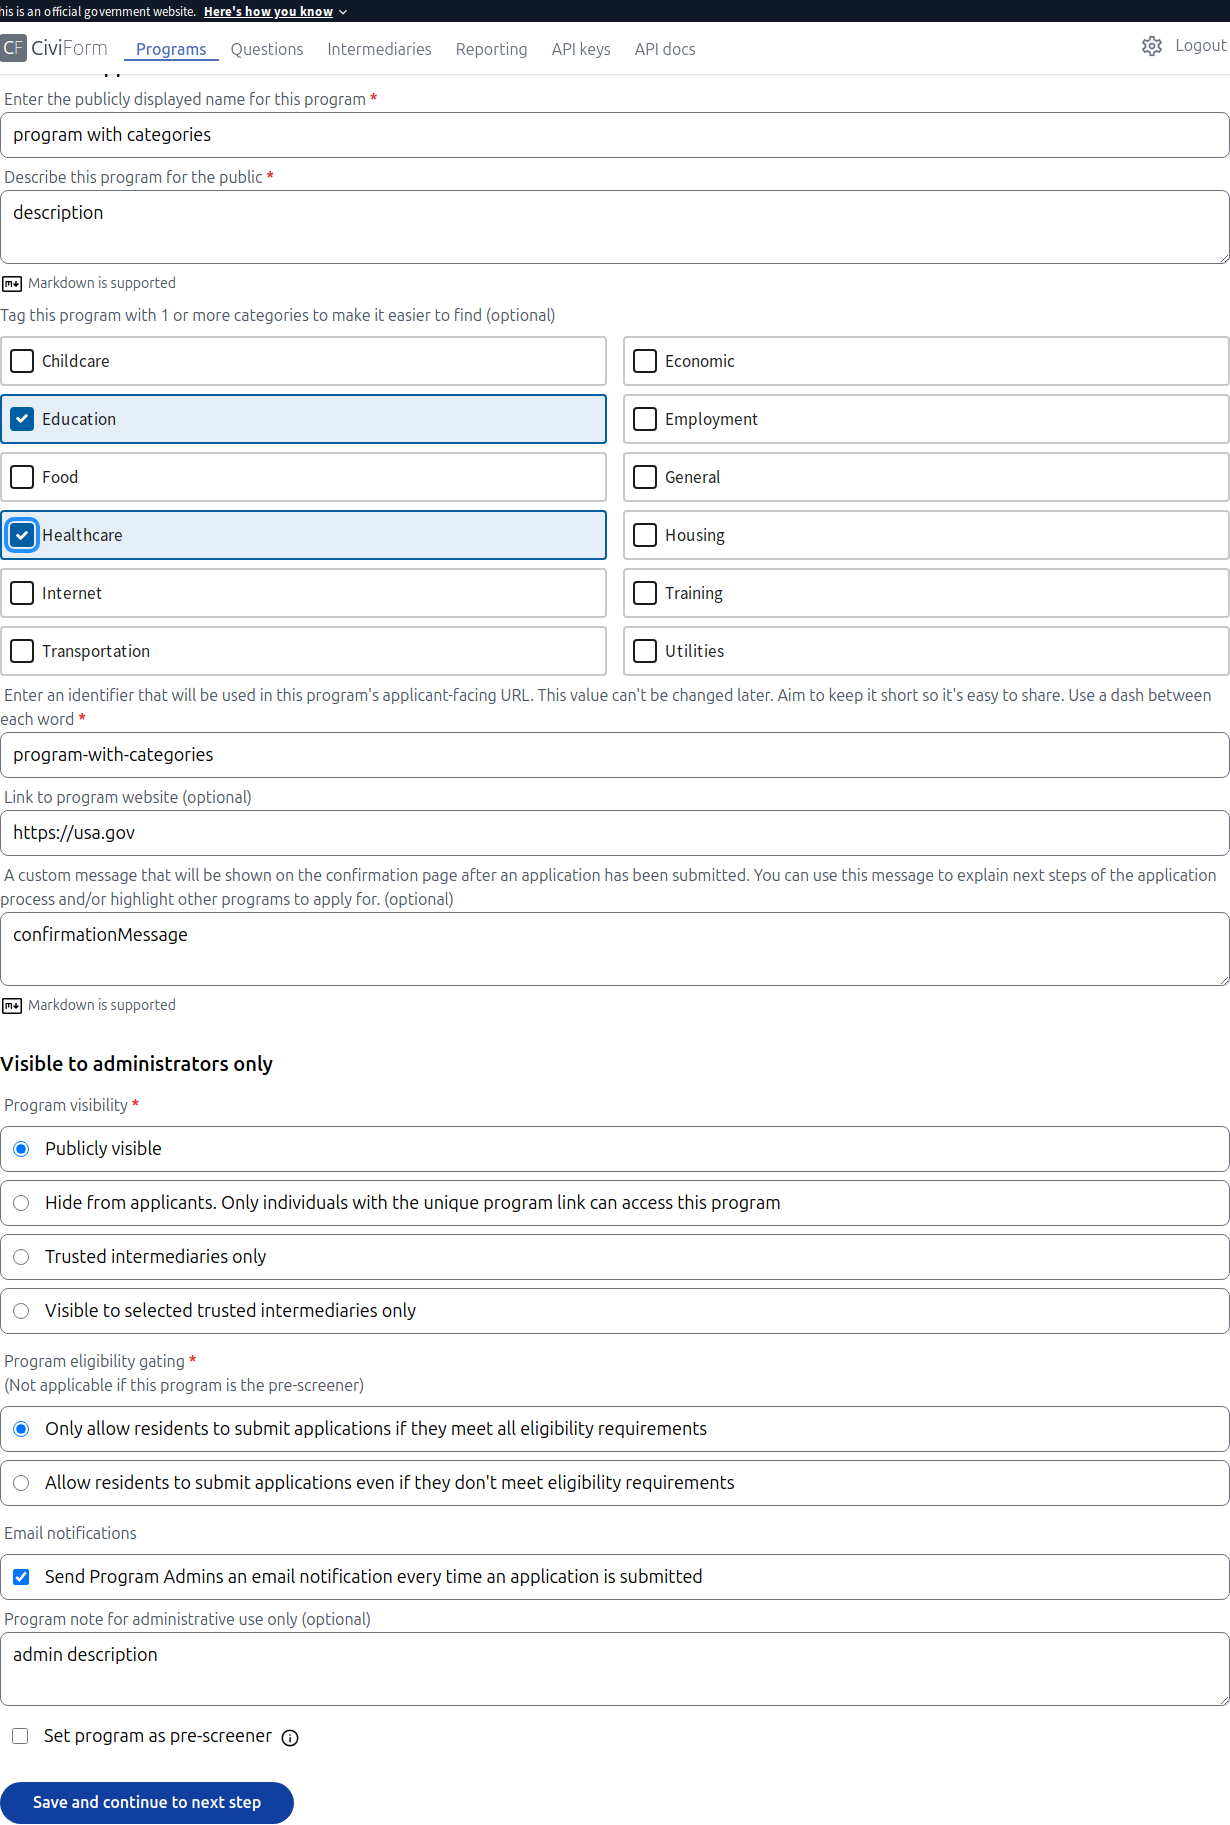 his is an official government website. Here's how you know
CF CiviForm Programs Questions Intermediaries Reporting API keys API docs Logout
Enter the publicly displayed name for this program *
program with categories
Describe this program for the public *
description
Markdown is supported
Tag this program with 1 or more categories to make it easier to find (optional)
Childcare Economic
Education Employment
Food General
Healthcare Housing
Internet Training
Transportation Utilities
Enter an identifier that will be used in this program's applicant-facing URL. This value can't be changed later. Aim to keep it short so it's easy to share. Use a dash between
each word *
program-with-categories
Link to program website (optional)
https://usa.gov
A custom message that will be shown on the confirmation page after an application has been submitted. You can use this message to explain next steps of the application
process and/or highlight other programs to apply for. (optional)
confirmationMessage
Markdown is supported
Visible to administrators only
Program visibility *
Publicly visible
Hide from applicants. Only individuals with the unique program link can access this program
Trusted intermediaries only
Visible to selected trusted intermediaries only
Program eligibility gating *
(Not applicable if this program is the pre-screener)
Only allow residents to submit applications if they meet all eligibility requirements
Allow residents to submit applications even if they don't meet eligibility requirements
Email notifications
Send Program Admins an email notification every time an application is submitted
Program note for administrative use only (optional)
admin description
Set program as pre-screener
Save and continue to next step